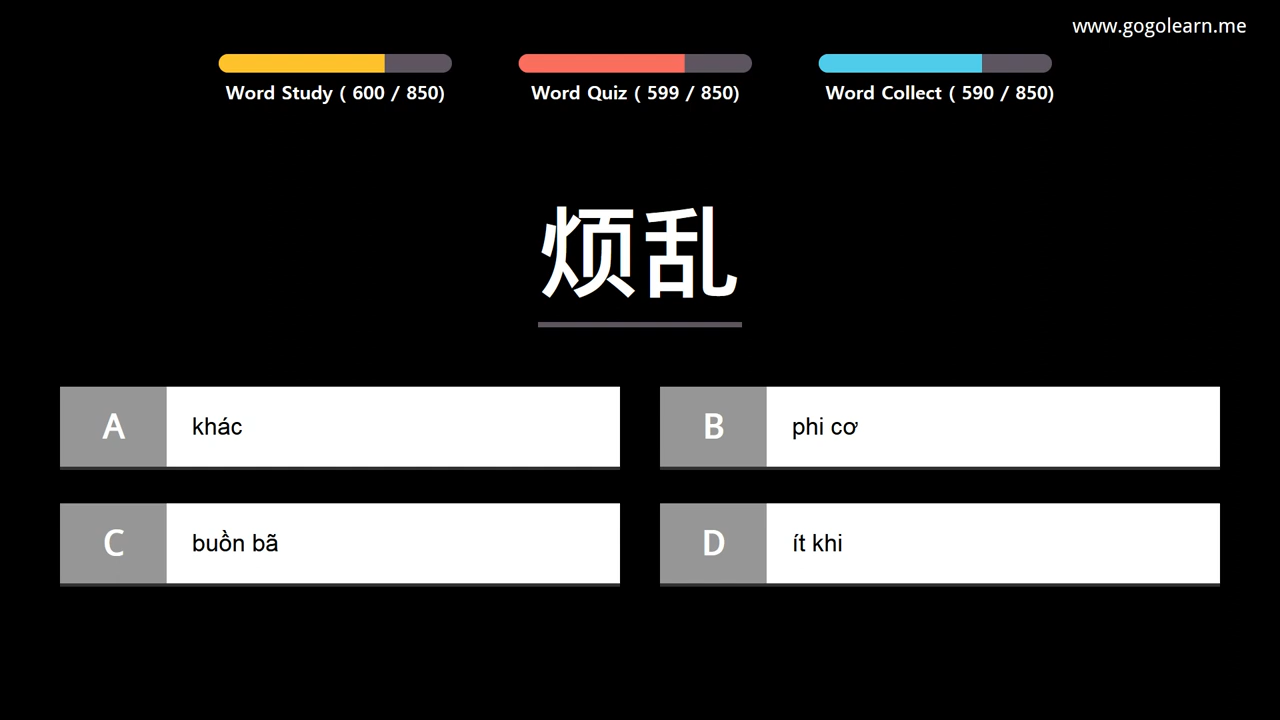 www.gogolearn.me
Word Study ( 600 / 850)
Word Quiz ( 599 / 850)
Word Collect ( 590 / 850)
烦乱
A khác
B phi cơ
C buồn bã
D ít khi